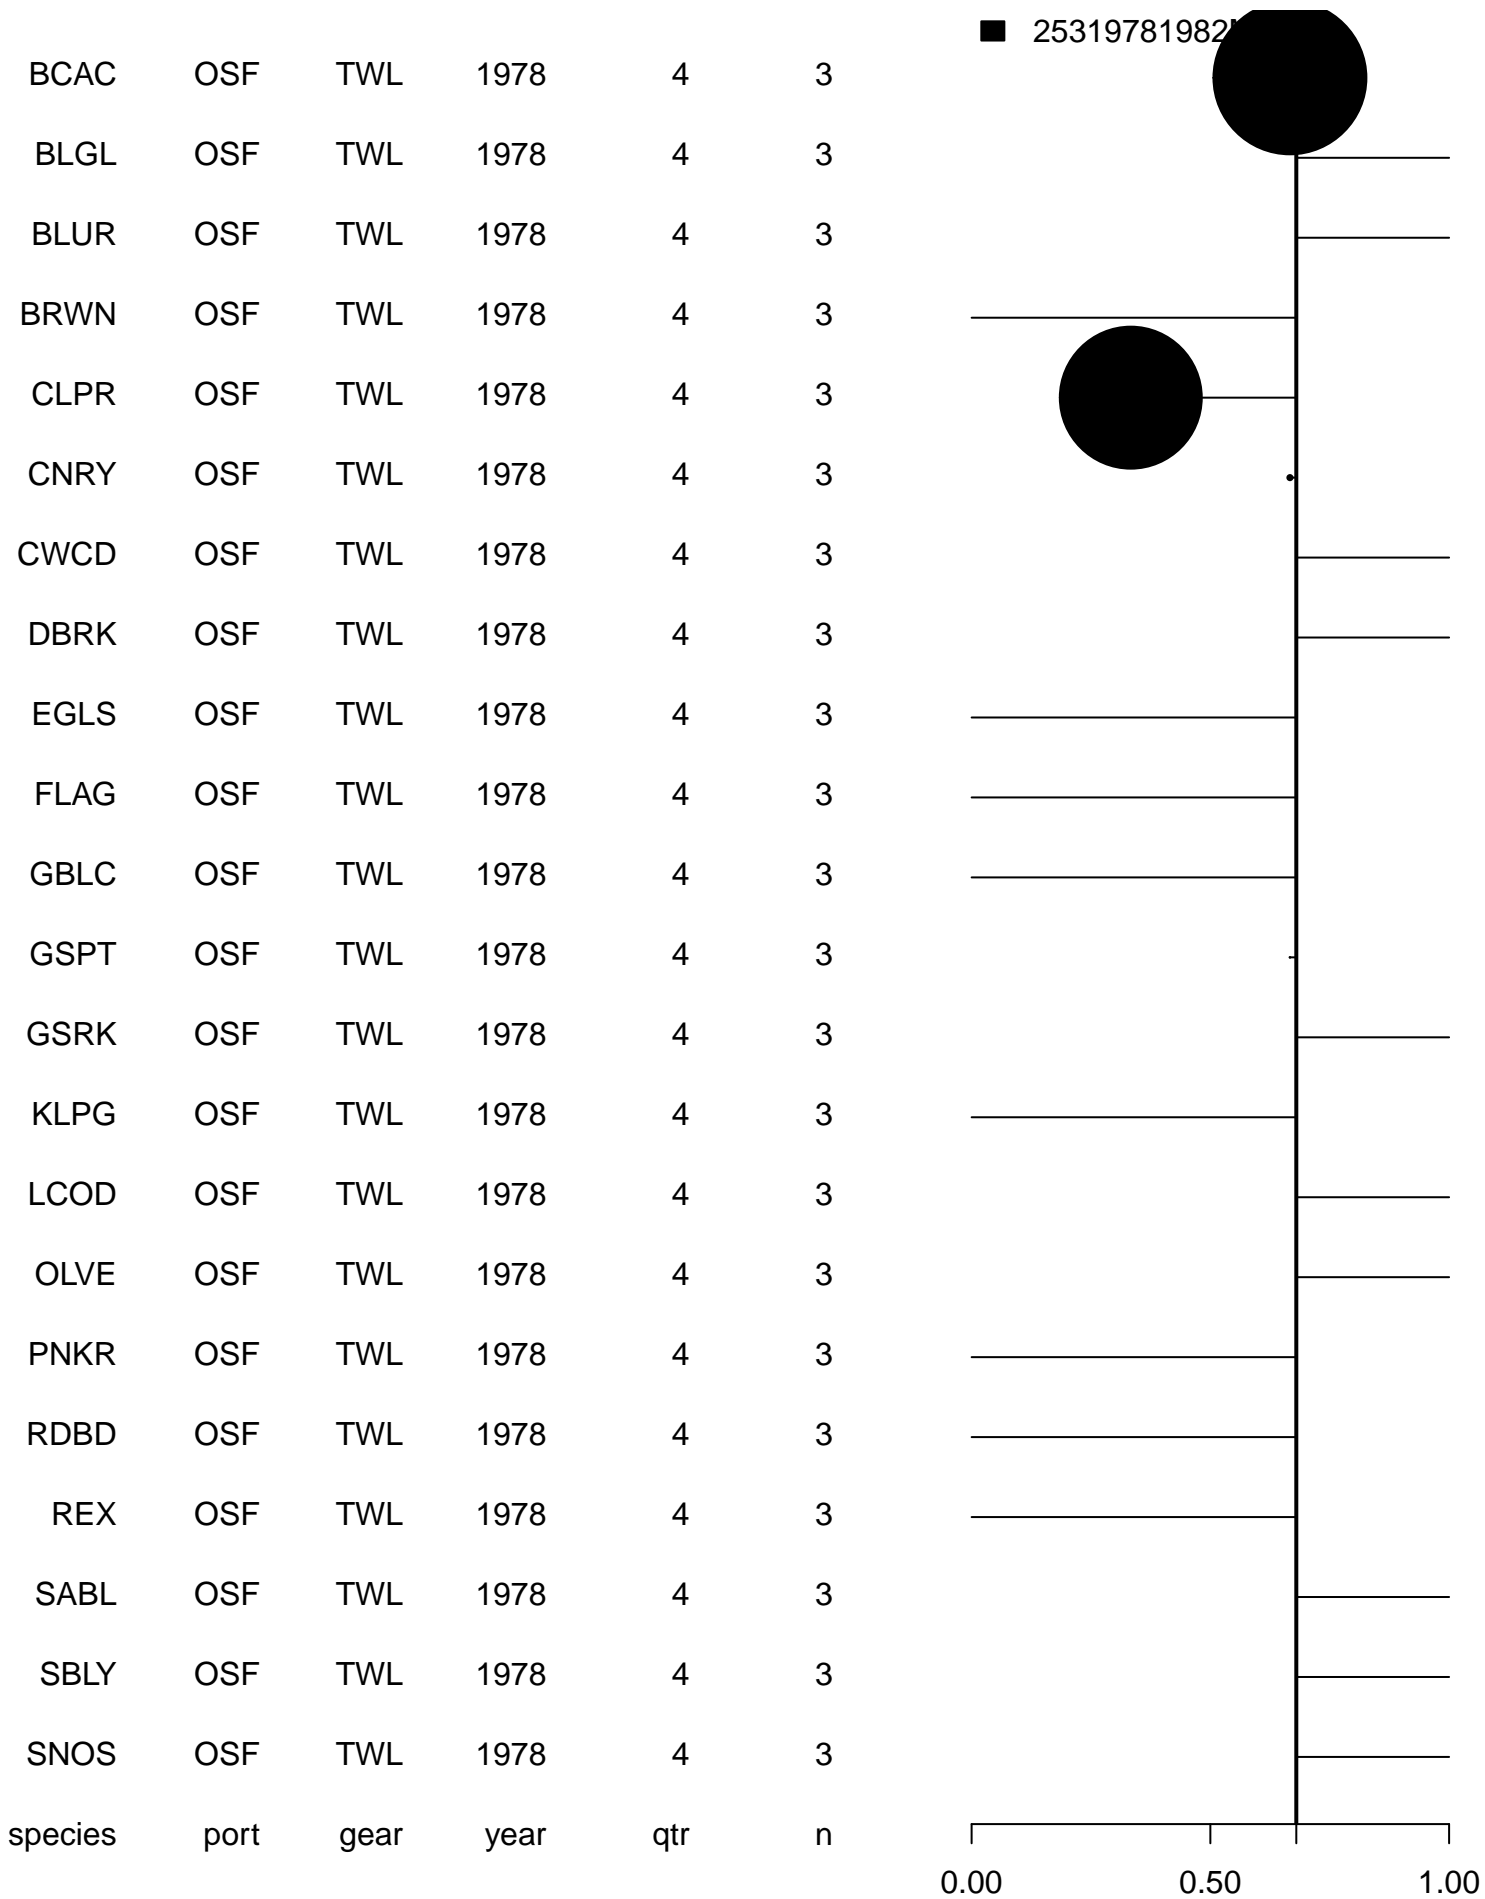 25319781982
BCAC OSF TWL 1978 4 3
BLGL OSF TWL 1978 4 3
BLUR OSF TWL 1978 4 3
BRWN OSF TWL 1978 4 3
CLPR OSF TWL 1978 4 3
CNRY OSF TWL 1978 4 3
CWCD OSF TWL 1978 4 3
DBRK OSF TWL 1978 4 3
EGLS OSF TWL 1978 4 3
FLAG OSF TWL 1978 4 3
GBLC OSF TWL 1978 4 3
GSPT OSF TWL 1978 4 3
GSRK OSF TWL 1978 4 3
KLPG OSF TWL 1978 4 3
LCOD OSF TWL 1978 4 3
OLVE OSF TWL 1978 4 3
PNKR OSF TWL 1978 4 3
RDBD OSF TWL 1978 4 3
REX OSF TWL 1978 4 3
SABL OSF TWL 1978 4 3
SBLY OSF TWL 1978 4 3
SNOS OSF TWL 1978 4 3
species port gear year qtr n
0.00 0.50 1.00